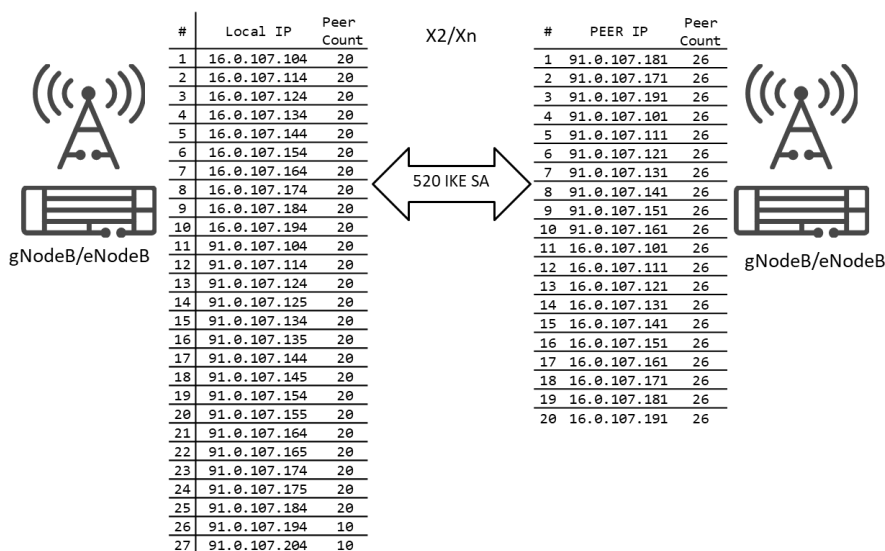 # Local IP Peer Count
1 16.0.107.104 20
2 16.0.107.114 20
3 16.0.107.124 20
4 16.0.107.134 20
5 16.0.107.144 20
6 16.0.107.154 20
7 16.0.107.164 20
8 16.0.107.174 20
9 16.0.107.184 20
10 16.0.107.194 20
11 91.0.107.104 20
12 91.0.107.114 20
13 91.0.107.124 20
14 91.0.107.125 20
15 91.0.107.134 20
16 91.0.107.135 20
17 91.0.107.144 20
18 91.0.107.145 20
19 91.0.107.154 20
20 91.0.107.155 20
21 91.0.107.164 20
22 91.0.107.165 20
23 91.0.107.174 20
24 91.0.107.175 20
25 91.0.107.184 20
26 91.0.107.194 10
27 91.0.107.204 10
gNodeB/eNodeB
X2/Xn
520 IKE SA
# PEER IP Peer Count
1 91.0.107.181 26
2 91.0.107.171 26
3 91.0.107.191 26
4 91.0.107.101 26
5 91.0.107.111 26
6 91.0.107.121 26
7 91.0.107.131 26
8 91.0.107.141 26
9 91.0.107.151 26
10 91.0.107.161 26
11 16.0.107.101 26
12 16.0.107.111 26
13 16.0.107.121 26
14 16.0.107.131 26
15 16.0.107.141 26
16 16.0.107.151 26
17 16.0.107.161 26
18 16.0.107.171 26
19 16.0.107.181 26
20 16.0.107.191 26
gNodeB/eNodeB